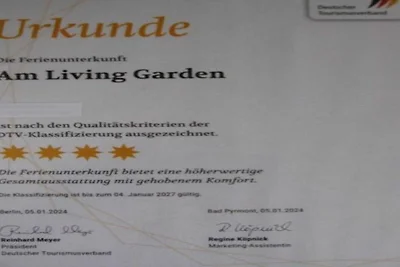 Deutscher
Tourismusverband
Urkunde
Die Ferienunterkunft
Am Living Garden
ist nach den Qualitätskriterien der
DTV-Klassifizierung ausgezeichnet.
Die Ferienunterkunft bietet eine höherwertige
Gesamtausstattung mit gehobenem Komfort.
Die Klassifizierung ist bis zum 04. Januar 2027 gültig.
Berlin, 05.01.2024
Bad Pyrmont, 05.01.2024
Reinhard Meyer
Präsident
Deutscher Tourismusverband
Regine Klipnick
Marketing-Assistentin